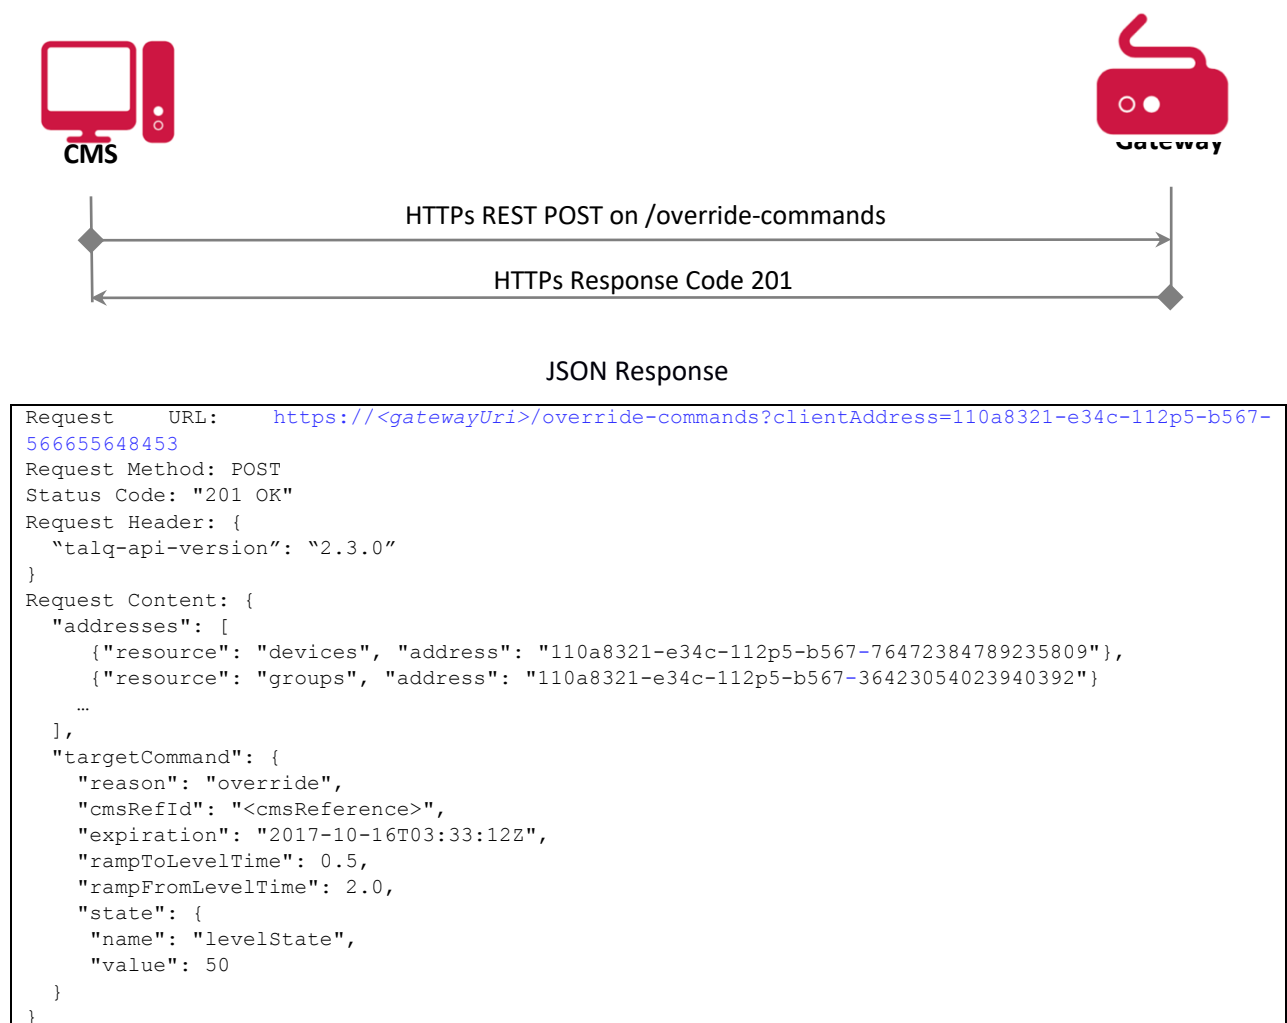 CMS
Gateway
HTTPs REST POST on /override-commands
HTTPs Response Code 201
JSON Response
Request URL: https://<gatewayUri>/override-commands?clientAddress=110a8321-e34c-112p5-b567-
566655648453
Request Method: POST
Status Code: "201 OK"
Request Header: {
“talq-api-version”: “2.3.0”
}
Request Content: {
"addresses": [
{"resource": "devices", "address": "110a8321-e34c-112p5-b567-76472384789235809"},
{"resource": "groups", "address": "110a8321-e34c-112p5-b567-36423054023940392"}
…
],
"targetCommand": {
"reason": "override",
"cmsRefId": "<cmsReference>",
"expiration": "2017-10-16T03:33:12Z",
"rampToLevelTime": 0.5,
"rampFromLevelTime": 2.0,
"state": {
"name": "levelState",
"value": 50
}
}